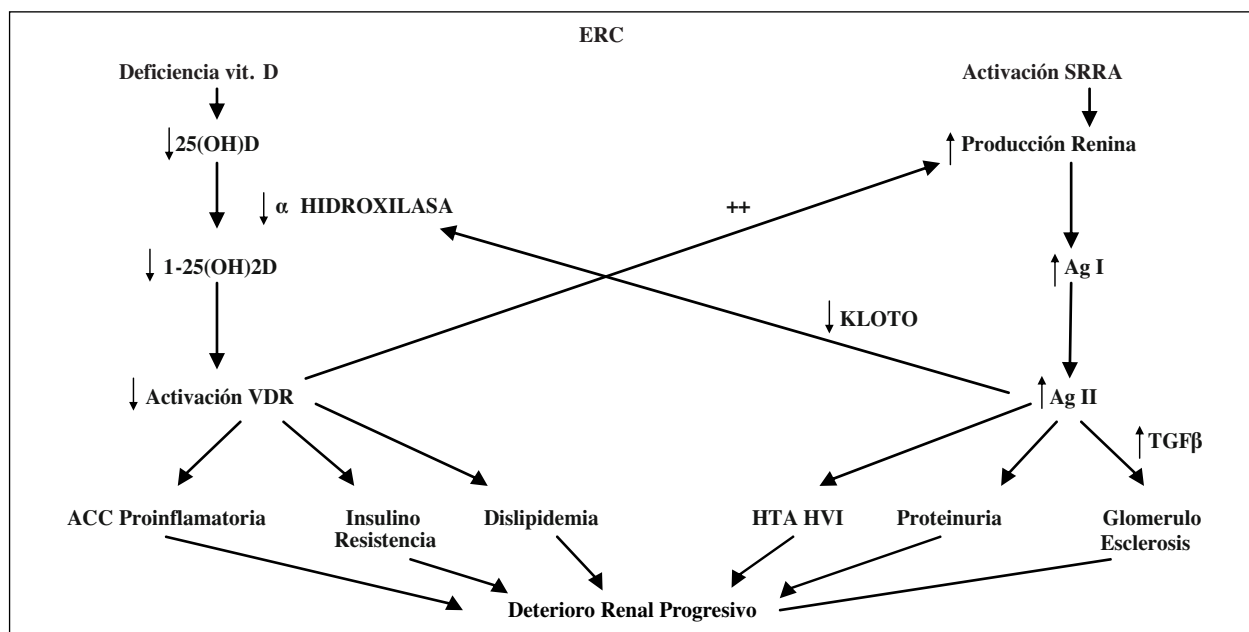 ERC
Deficiencia vit. D
Activación SRRA
↓ 25(OH)D
↑ Producción Renina
↓ α HIDROXILASA
++
↓ 1-25(OH)2D
↑ Ag I
↓ KLOTO
↓ Activación VDR
↑ Ag II
↑ TGFβ
ACC Proinflamatoria
Insulino
Resistencia
Dislipidemia
HTA HVI
Proteinuria
Glomerulo
Esclerosis
Deterioro Renal Progresivo